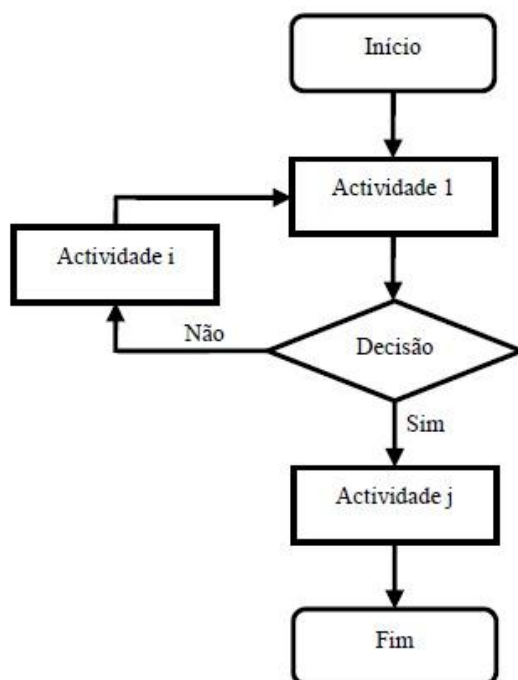 Início
Actividade 1
Actividade i
Não
Decisão
Sim
Actividade j
Fim